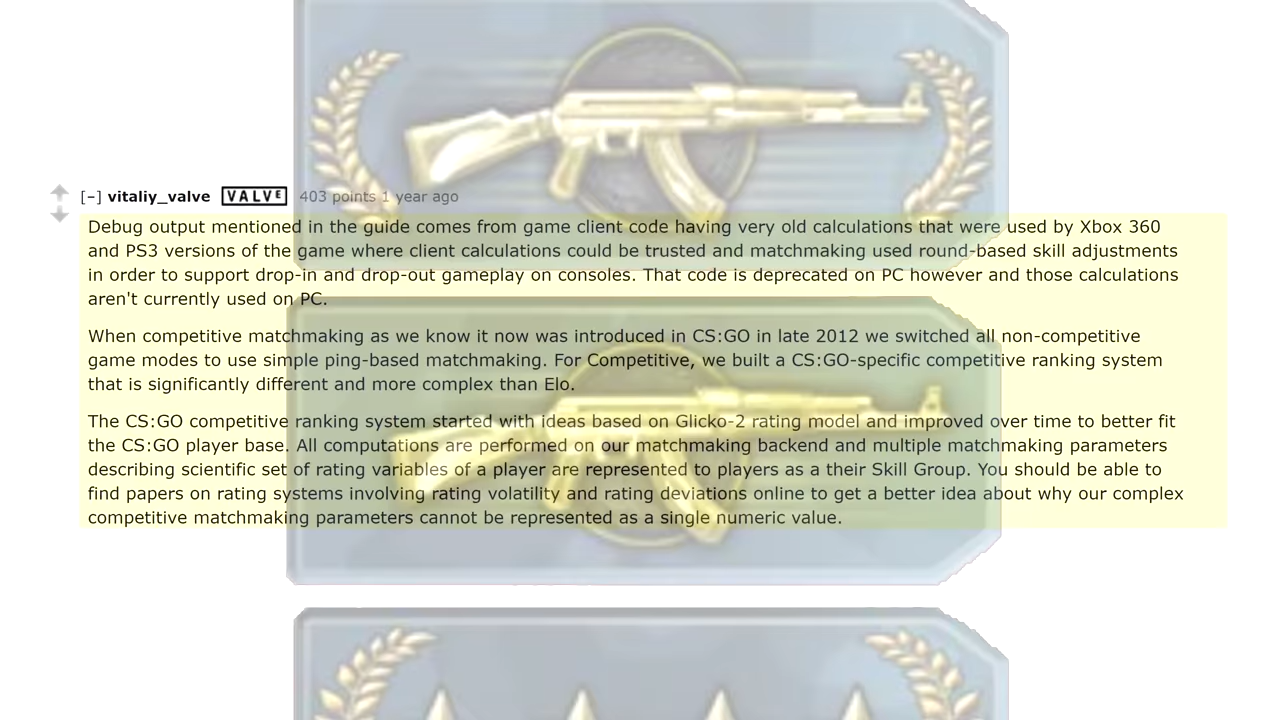 [–] vitaliy_valve VALVE 403 points 1 year ago
Debug output mentioned in the guide comes from game client code having very old calculations that were used by Xbox 360
and PS3 versions of the game where client calculations could be trusted and matchmaking used round-based skill adjustments
in order to support drop-in and drop-out gameplay on consoles. That code is deprecated on PC however and those calculations
aren't currently used on PC.
When competitive matchmaking as we know it now was introduced in CS:GO in late 2012 we switched all non-competitive
game modes to use simple ping-based matchmaking. For Competitive, we built a CS:GO-specific competitive ranking system
that is significantly different and more complex than Elo.
The CS:GO competitive ranking system started with ideas based on Glicko-2 rating model and improved over time to better fit
the CS:GO player base. All computations are performed on our matchmaking backend and multiple matchmaking parameters
describing scientific set of rating variables of a player are represented to players as a their Skill Group. You should be able to
find papers on rating systems involving rating volatility and rating deviations online to get a better idea about why our complex
competitive matchmaking parameters cannot be represented as a single numeric value.